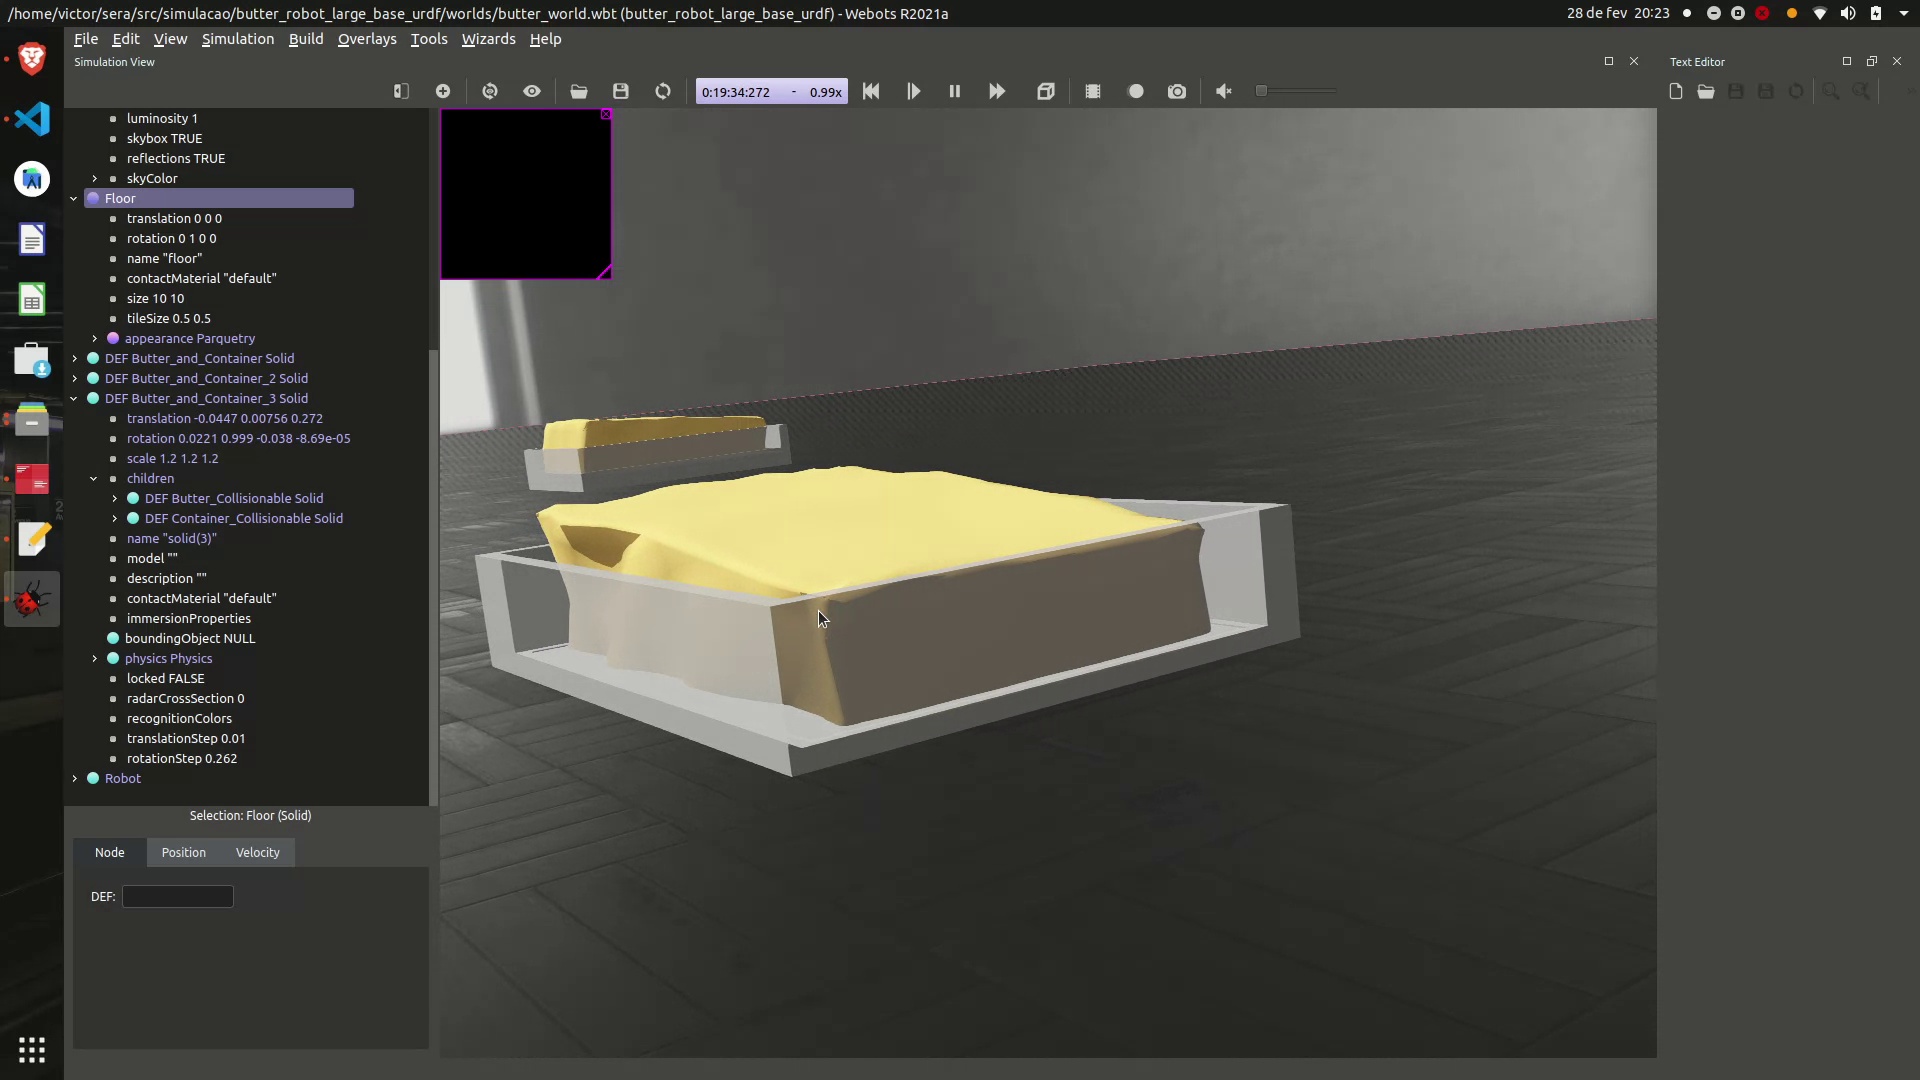 /home/victor/sera/src/simulacao/butter_robot_large_base_urdf/worlds/butter_world.wbt (butter_robot_large_base_urdf) - Webots R2021a
28 de fev 20:23
File Edit View Simulation Build Overlays Tools Wizards Help
Simulation View
Text Editor
0:19:34:272 - 0.99x
luminosity 1
skybox TRUE
reflections TRUE
skyColor
Floor
translation 0 0 0
rotation 0 1 0 0
name "floor"
contactMaterial "default"
size 10 10
tileSize 0.5 0.5
appearance Parquetry
DEF Butter_and_Container Solid
DEF Butter_and_Container_2 Solid
DEF Butter_and_Container_3 Solid
translation -0.0447 0.00756 0.272
rotation 0.0221 0.999 -0.038 -8.69e-05
scale 1.2 1.2 1.2
children
DEF Butter_Collisionable Solid
DEF Container_Collisionable Solid
name "solid(3)"
model ""
description ""
contactMaterial "default"
immersionProperties
boundingObject NULL
physics Physics
locked FALSE
radarCrossSection 0
recognitionColors
translationStep 0.01
rotationStep 0.262
Robot
Selection: Floor (Solid)
Node Position Velocity
DEF: